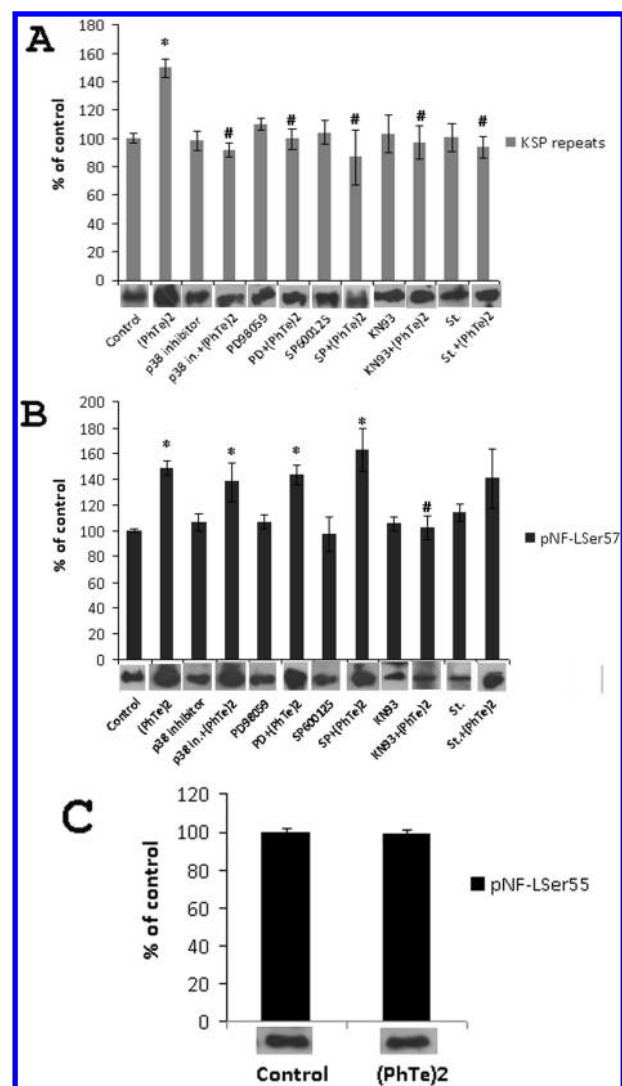 A
180
160
140
120
100
80
60
40
20
0
% of control
*
#
#
#
#
#
KSP repeats
Control
(PhTe)2
p38 inhibitor
p38 in.+(PhTe)2
PD98059
PD+(PhTe)2
SP600125
SP+(PhTe)2
KN93
KN93+(PhTe)2
St.
St.+(PhTe)2
B
200
180
160
140
120
100
80
60
40
20
0
% of control
*
*
*
*
#
pNF-LSer57
Control
(PhTe)2
p38 inhibitor
p38 in.+(PhTe)2
PD98059
PD+(PhTe)2
SP600125
SP+(PhTe)2
KN93
KN93+(PhTe)2
St.
St.+(PhTe)2
C
120
100
80
60
40
20
0
% of control
pNF-LSer55
Control
(PhTe)2